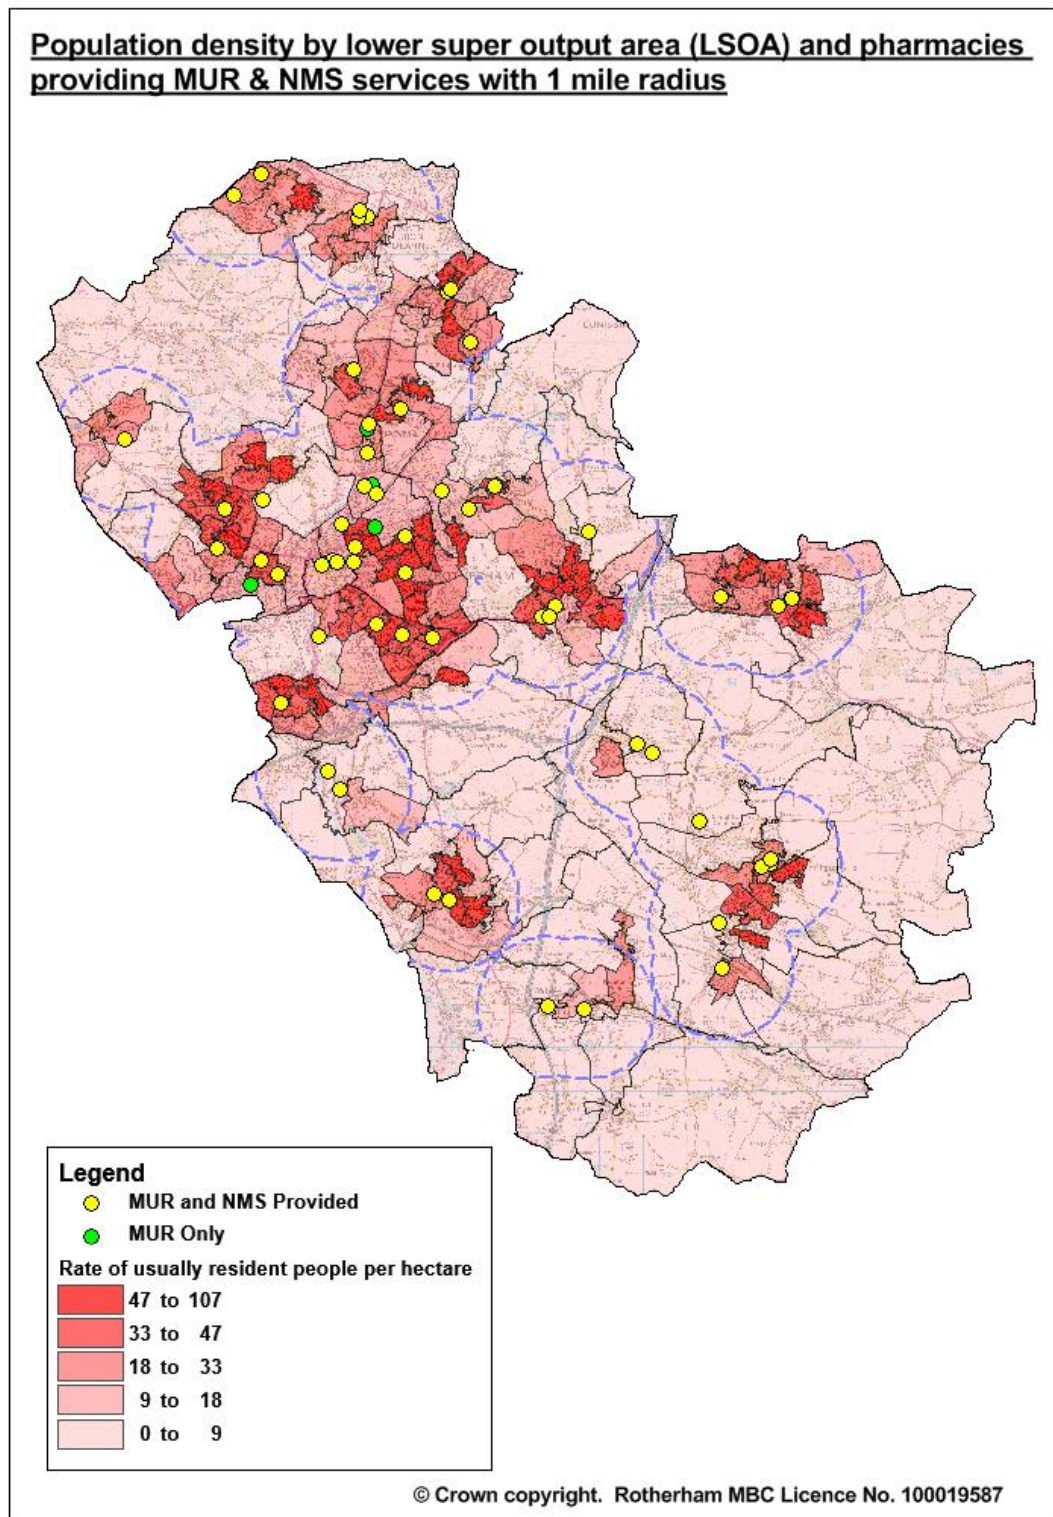 Population density by lower super output area (LSOA) and pharmacies
providing MUR & NMS services with 1 mile radius
Legend
MUR and NMS Provided
MUR Only
Rate of usually resident people per hectare
47 to 107
33 to 47
18 to 33
9 to 18
0 to 9
© Crown copyright. Rotherham MBC Licence No. 100019587